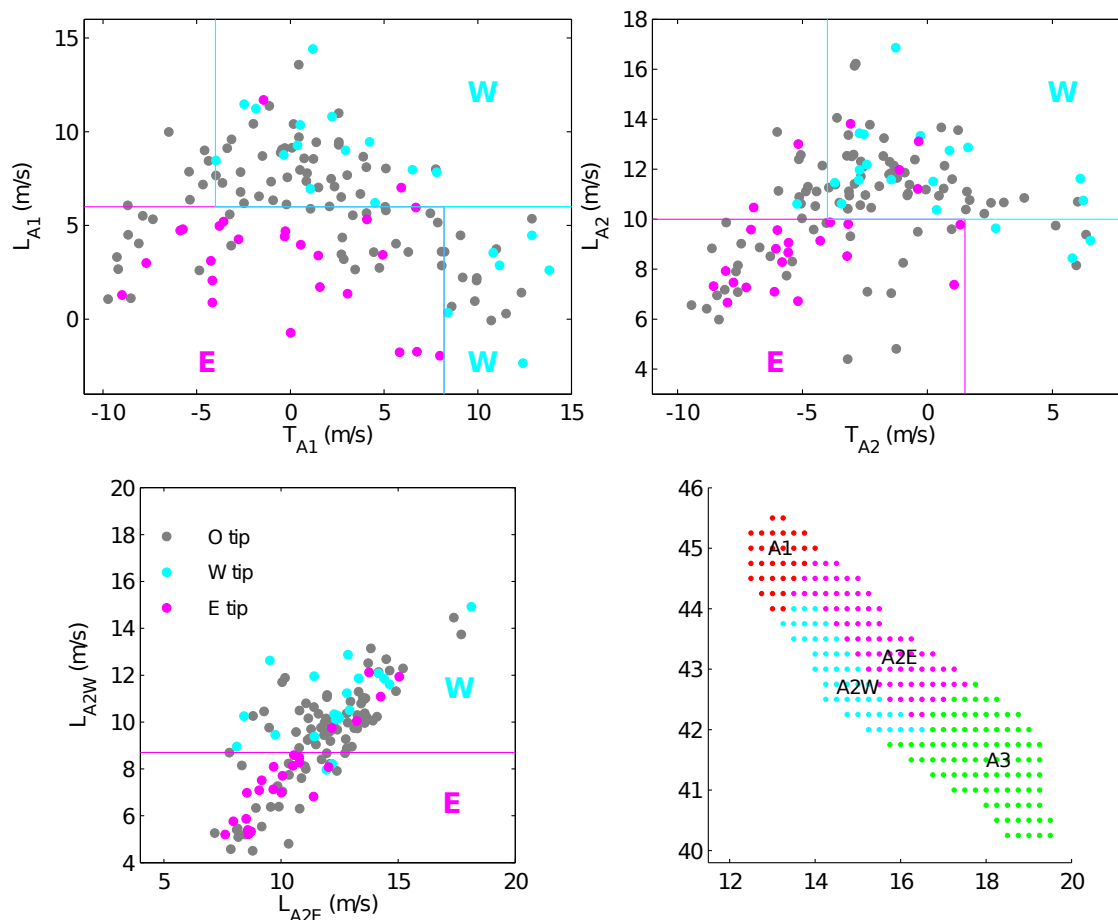 15
10
5
0
L_A1 (m/s)
W
E
W
-10 -5 0 5 10 15
T_A1 (m/s)
18
16
14
12
10
8
6
4
L_A2 (m/s)
W
E
-10 -5 0 5
T_A2 (m/s)
20
18
16
14
12
10
8
6
4
L_A2W (m/s)
O tip
W tip
E tip
W
E
5 10 15 20
L_A2E (m/s)
46
45
44
43
42
41
40
A1
A2E
A2W
A3
12 14 16 18 20